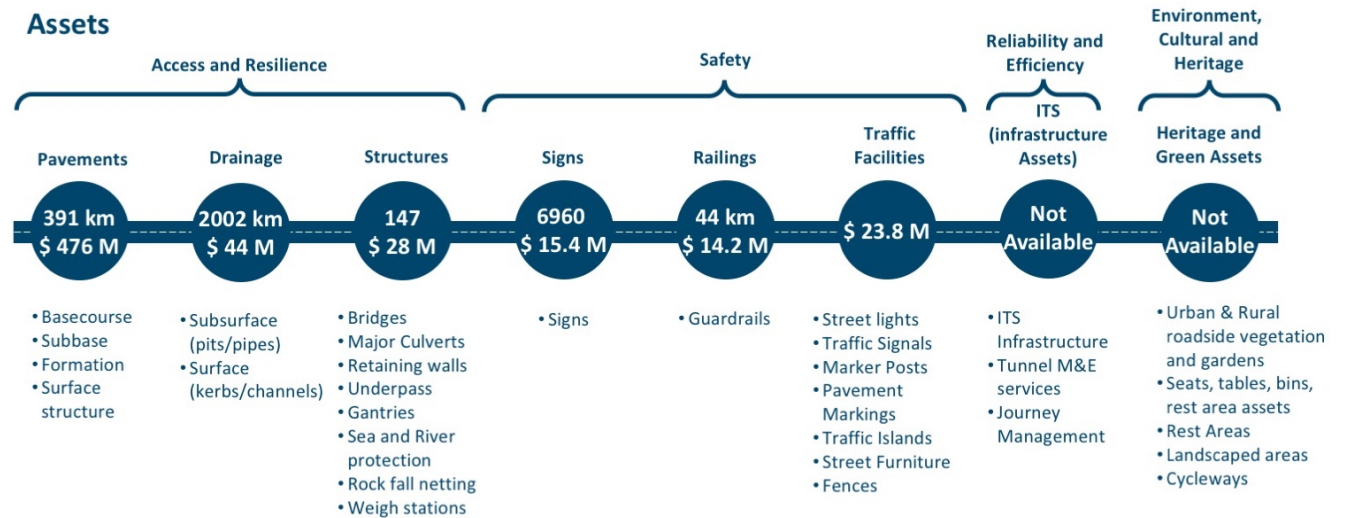 Assets
Access and Resilience
Safety
Reliability and
Efficiency
Environment,
Cultural and
Heritage
Pavements
Drainage
Structures
Signs
Railings
Traffic
Facilities
ITS
(infrastructure
Assets)
Heritage and
Green Assets
391 km
$ 476 M
2002 km
$ 44 M
147
$ 28 M
6960
$ 15.4 M
44 km
$ 14.2 M
$ 23.8 M
Not
Available
Not
Available
• Basecourse
• Subbase
• Formation
• Surface
structure
• Subsurface
(pits/pipes)
• Surface
(kerbs/channels)
• Bridges
• Major Culverts
• Retaining walls
• Underpass
• Gantries
• Sea and River
protection
• Rock fall netting
• Weigh stations
• Signs
• Guardrails
• Street lights
• Traffic Signals
• Marker Posts
• Pavement
Markings
• Traffic Islands
• Street Furniture
• Fences
• ITS
Infrastructure
• Tunnel M&E
services
• Journey
Management
• Urban & Rural
roadside vegetation
and gardens
• Seats, tables, bins,
rest area assets
• Rest Areas
• Landscaped areas
• Cycleways